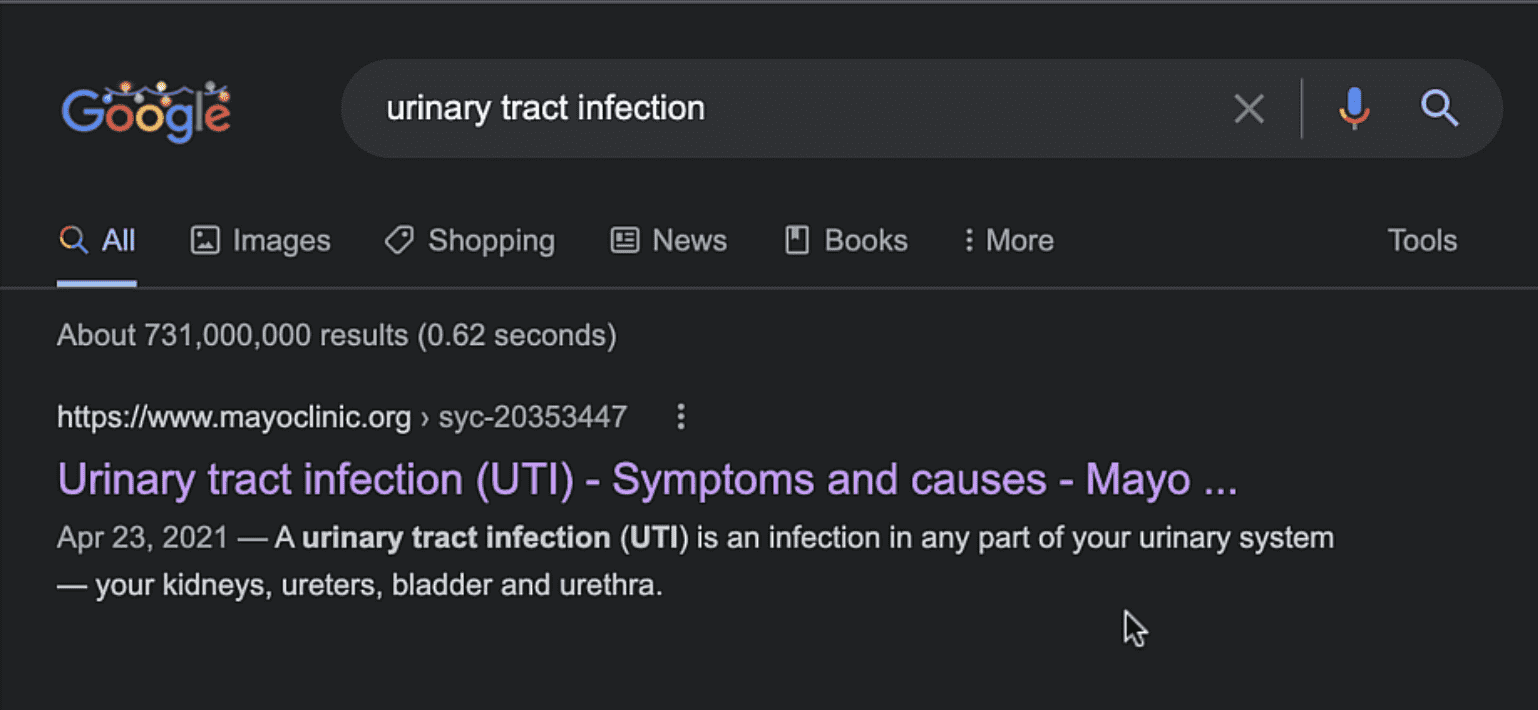 Google
urinary tract infection
All Images Shopping News Books More Tools
About 731,000,000 results (0.62 seconds)
https://www.mayoclinic.org › syc-20353447
Urinary tract infection (UTI) - Symptoms and causes - Mayo ...
Apr 23, 2021 — A urinary tract infection (UTI) is an infection in any part of your urinary system
— your kidneys, ureters, bladder and urethra.